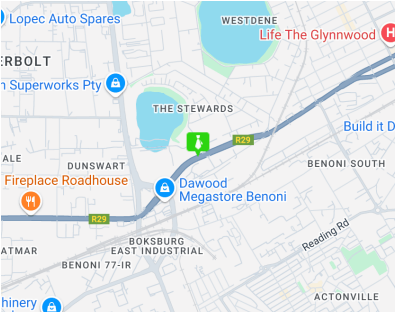 Lopec Auto Spares
WESTDENE
Life The Glynnwood
H
ERBOLT
n Superworks Pty
THE STEWARDS
R29
Build it D
ALE
DUNSWART
BENONI SOUTH
Fireplace Roadhouse
Dawood
Megastore Benoni
R29
Reading Rd
BOKSBURG
EAST INDUSTRIAL
ATMAR
BENONI 77-IR
ACTONVILLE
hinery